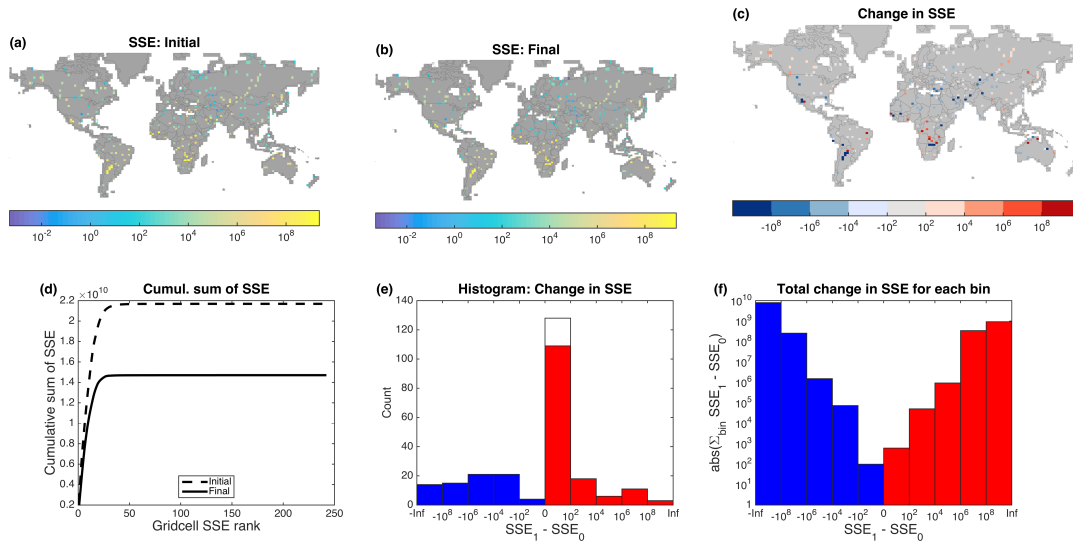 (a)
SSE: Initial
10^-2 10^0 10^2 10^4 10^6 10^8
(b)
SSE: Final
10^-2 10^0 10^2 10^4 10^6 10^8
(c)
Change in SSE
-10^8 -10^6 -10^4 -10^2 10^2 10^4 10^6 10^8
(d)
Cumul. sum of SSE
×10^10
2.2
2
1.8
1.6
1.4
1.2
1
0.8
0.6
0.4
0.2
0 50 100 150 200 250
Cumulative sum of SSE
Gridcell SSE rank
Initial
Final
(e)
Histogram: Change in SSE
140
120
100
80
60
40
20
0
Count
-Inf -10^8 -10^6 -10^4 -10^2 0 10^2 10^4 10^6 10^8 Inf
SSE_1 - SSE_0
(f)
Total change in SSE for each bin
10^10
10^9
10^8
10^7
10^6
10^5
10^4
10^3
10^2
10^1
1
abs(Σ_bin SSE_1 - SSE_0)
-Inf -10^8 -10^6 -10^4 -10^2 0 10^2 10^4 10^6 10^8 Inf
SSE_1 - SSE_0